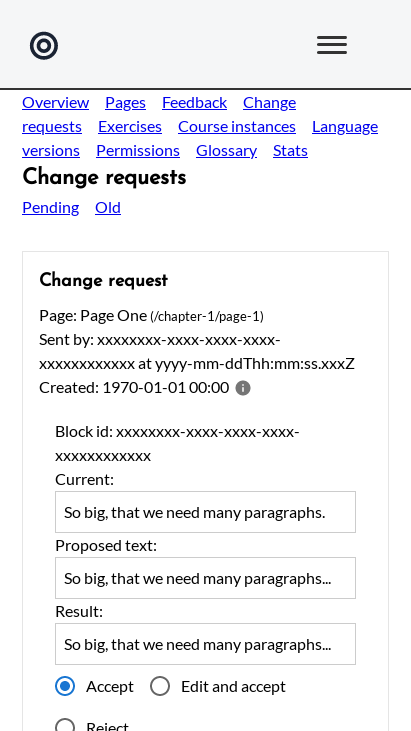 Overview Pages Feedback Change
requests Exercises Course instances Language
versions Permissions Glossary Stats
Change requests
Pending Old
Change request
Page: Page One (/chapter-1/page-1)
Sent by: xxxxxxxx-xxxx-xxxx-xxxx-
xxxxxxxxxxxx at yyyy-mm-ddThh:mm:ss.xxxZ
Created: 1970-01-01 00:00
Block id: xxxxxxxx-xxxx-xxxx-xxxx-
xxxxxxxxxxxx
Current:
So big, that we need many paragraphs.
Proposed text:
So big, that we need many paragraphs...
Result:
So big, that we need many paragraphs...
Accept Edit and accept
Reject